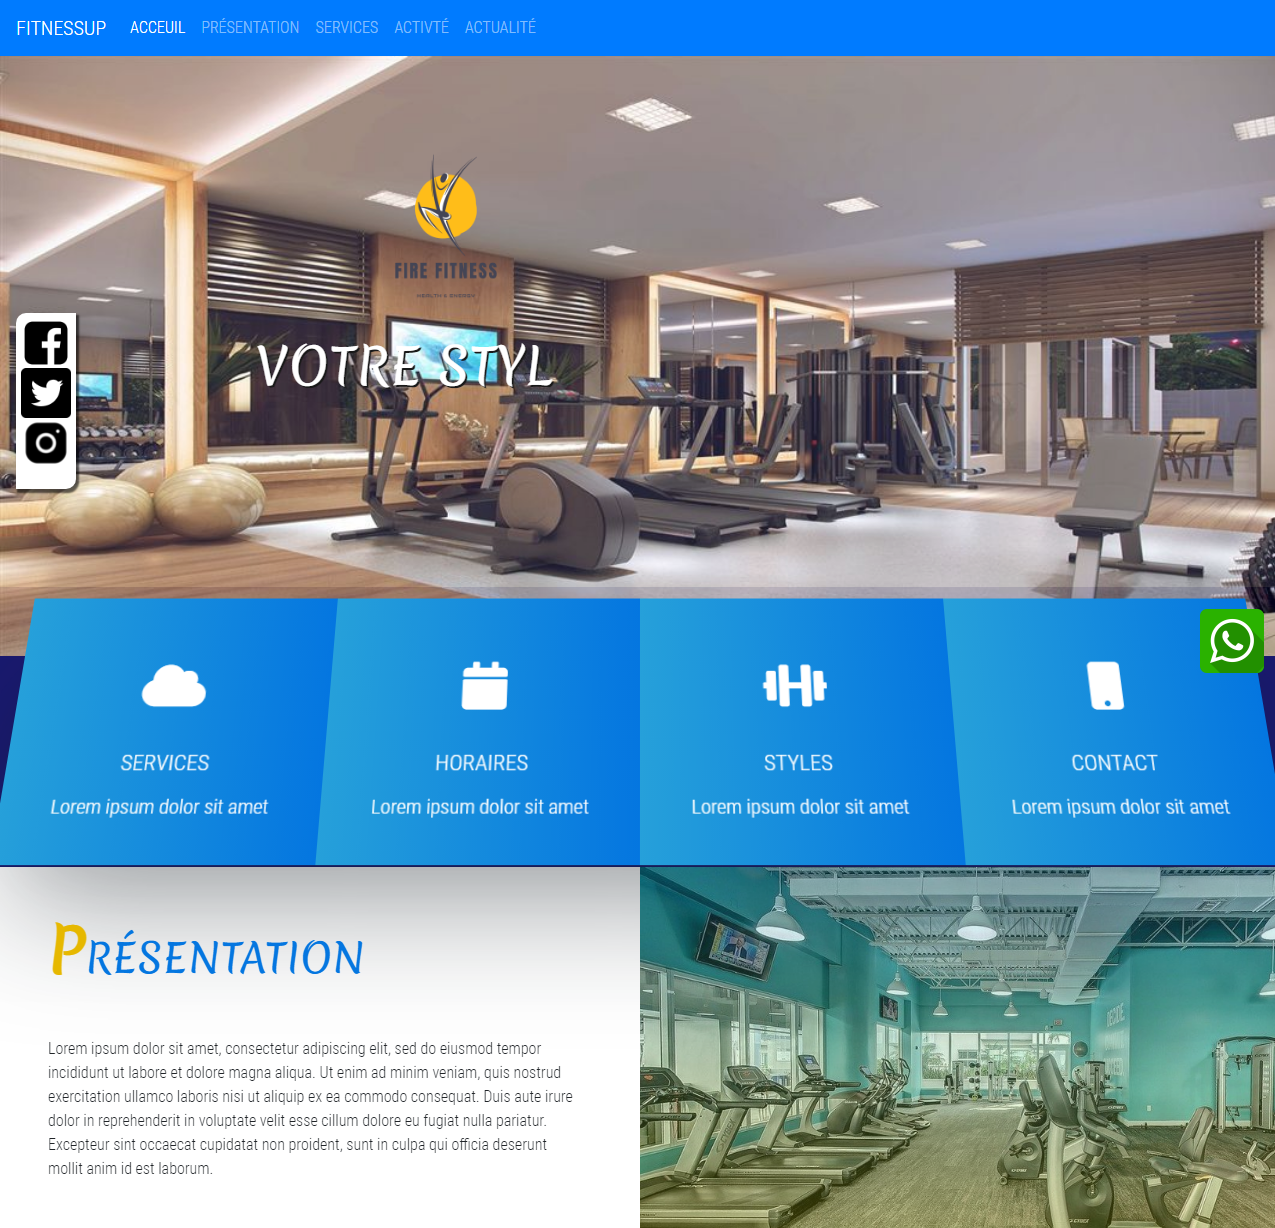 FITNESSUP ACCEUIL PRÉSENTATION SERVICES ACTIVTÉ ACTUALITÉ
FIRE FITNESS
HEALTH & ENERGY
VOTRE STYL
SERVICES HORAIRES STYLES CONTACT
Lorem ipsum dolor sit amet Lorem ipsum dolor sit amet Lorem ipsum dolor sit amet Lorem ipsum dolor sit amet
PRÉSENTATION
DECIDE
Lorem ipsum dolor sit amet, consectetur adipiscing elit, sed do eiusmod tempor
incididunt ut labore et dolore magna aliqua. Ut enim ad minim veniam, quis nostrud
exercitation ullamco laboris nisi ut aliquip ex ea commodo consequat. Duis aute irure
dolor in reprehenderit in voluptate velit esse cillum dolore eu fugiat nulla pariatur.
Excepteur sint occaecat cupidatat non proident, sunt in culpa qui officia deserunt
mollit anim id est laborum.